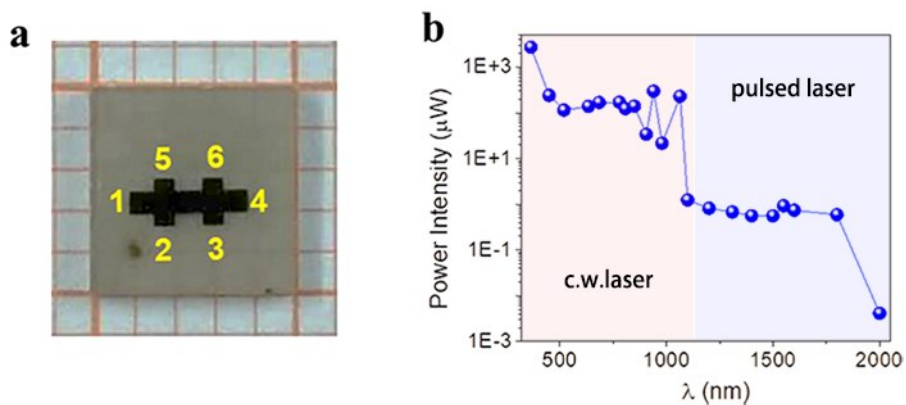 a
5 6
1 4
2 3
b
Power Intensity (μW)
1E+3
1E+1
1E-1
1E-3
pulsed laser
c.w.laser
500 1000 1500 2000
λ (nm)